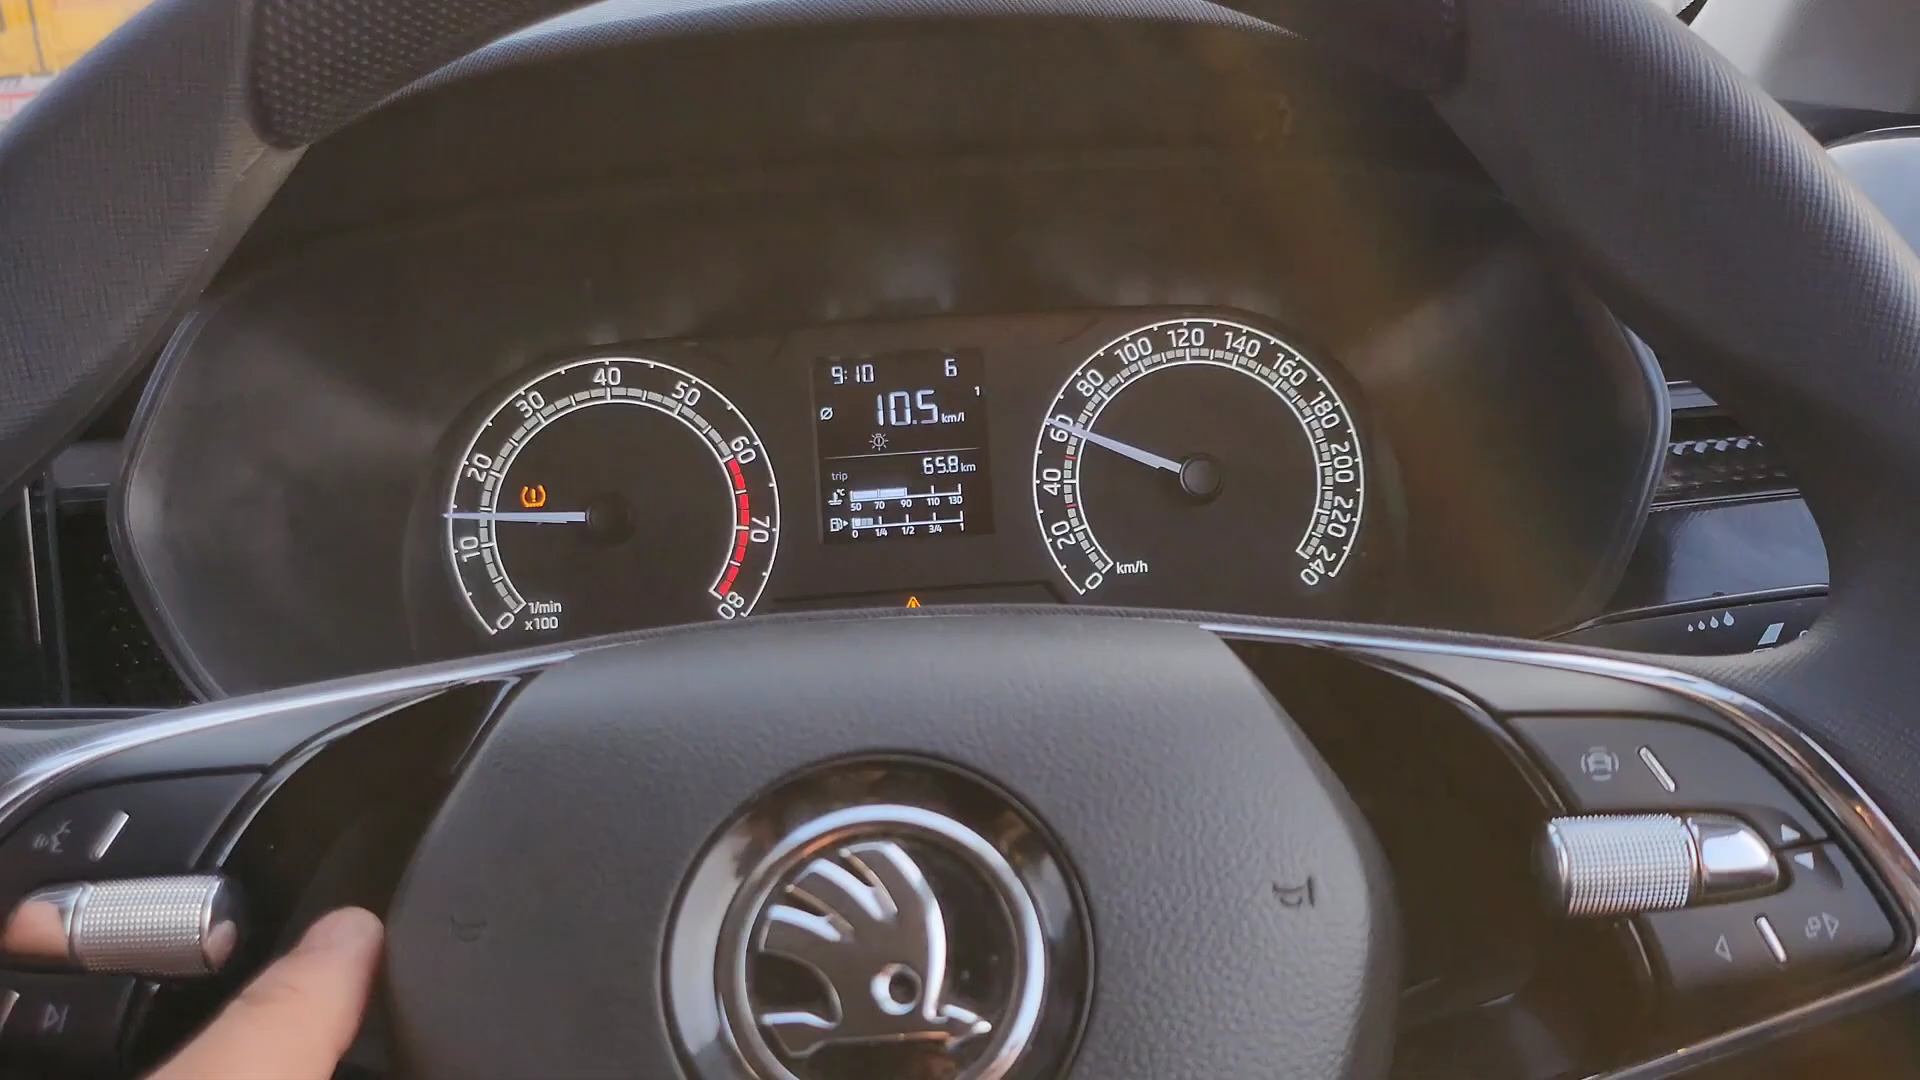 9:10 6
1
Ø 10.5 km/l
trip 65.8 km
°C
50 70 90 110 130
0 1/4 1/2 3/4 1
0 10 20 30 40 50 60 70 80
1/min
x100
0 20 40 60 80 100 120 140 160 180 200 220 240
km/h